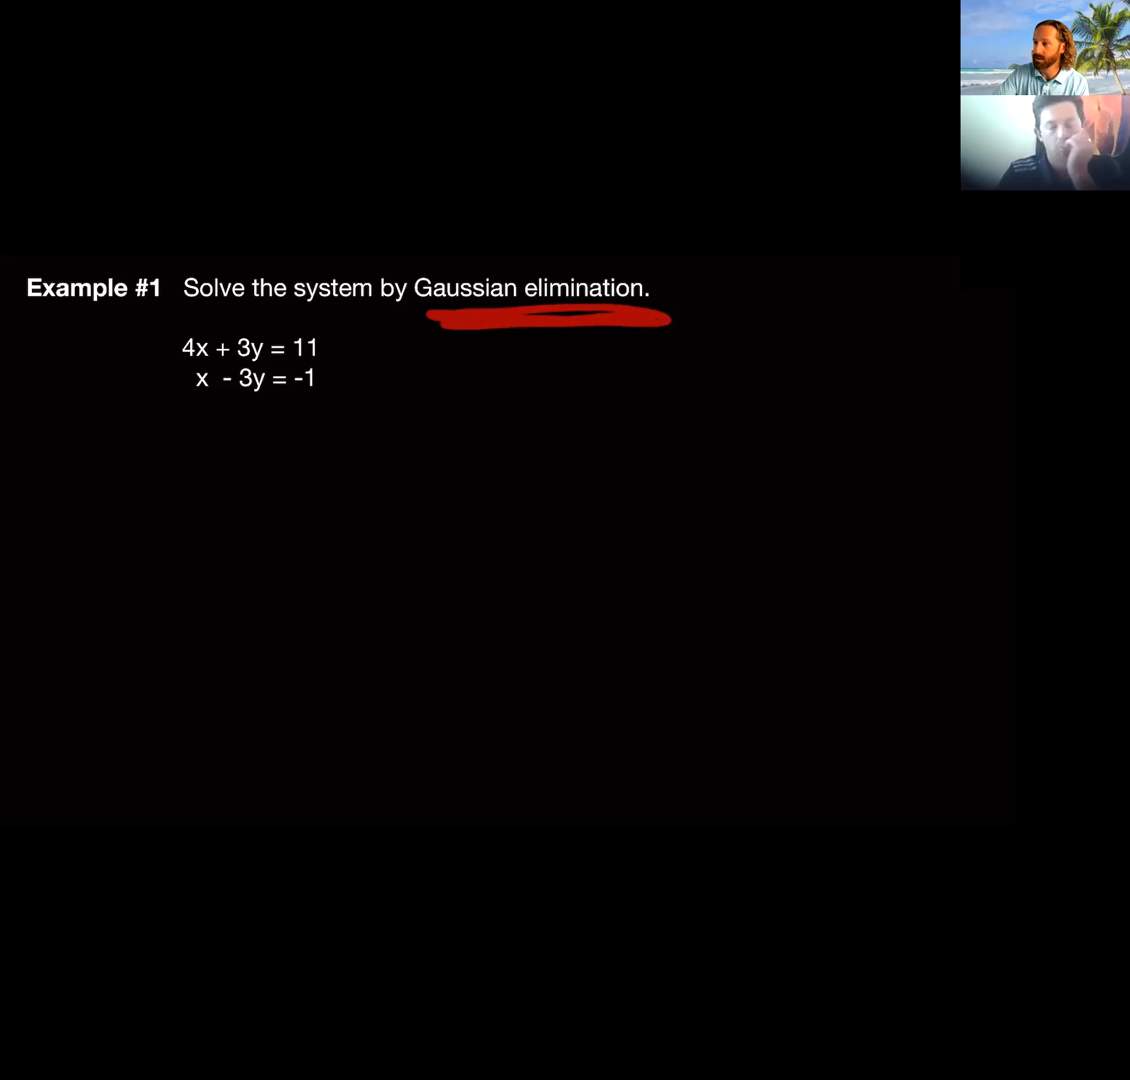 Example #1 Solve the system by Gaussian elimination.
4x + 3y = 11
x - 3y = -1